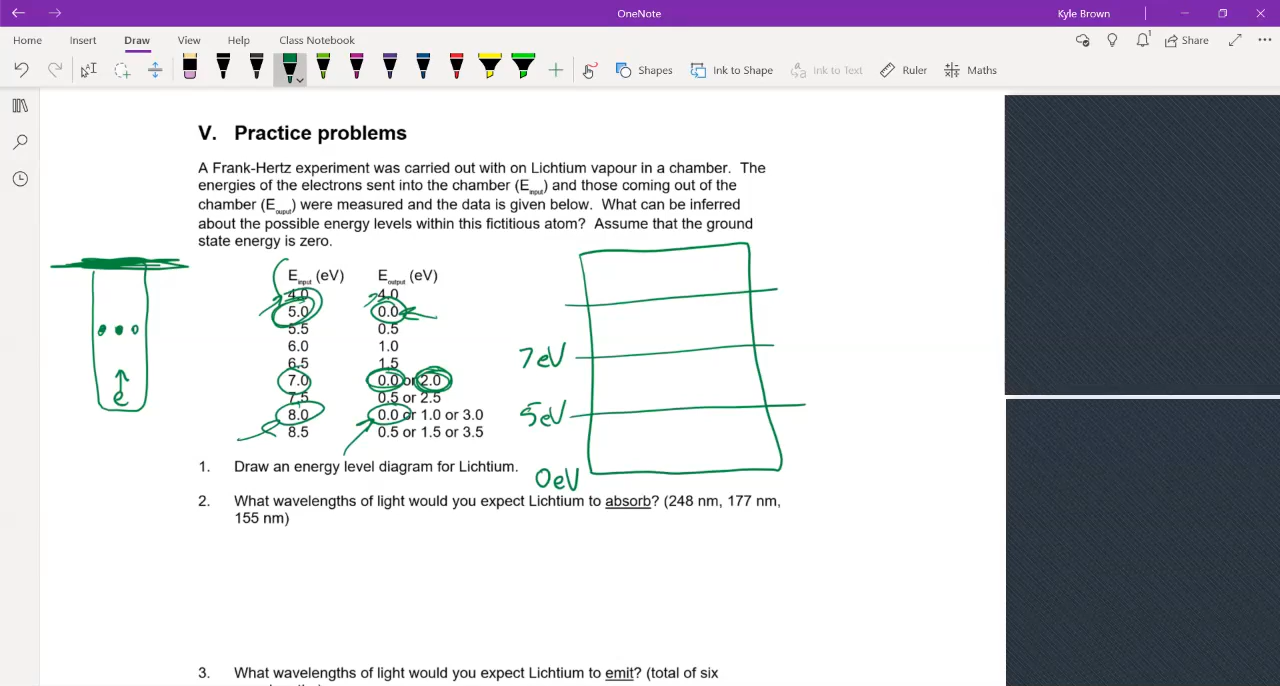 OneNote
Kyle Brown
Home Insert Draw View Help Class Notebook
Share
Shapes Ink to Shape Ink to Text Ruler Maths
V. Practice problems
A Frank-Hertz experiment was carried out with on Lichtium vapour in a chamber. The
energies of the electrons sent into the chamber (Einput) and those coming out of the
chamber (Eouput) were measured and the data is given below. What can be inferred
about the possible energy levels within this fictitious atom? Assume that the ground
state energy is zero.
Einput (eV) Eoutput (eV)
4.0 4.0
5.0 0.0
5.5 0.5
6.0 1.0
6.5 1.5
7.0 0.0 or 2.0
7.5 0.5 or 2.5
8.0 0.0 or 1.0 or 3.0
8.5 0.5 or 1.5 or 3.5
e
7eV
5eV
0eV
1. Draw an energy level diagram for Lichtium.
2. What wavelengths of light would you expect Lichtium to absorb? (248 nm, 177 nm,
155 nm)
3. What wavelengths of light would you expect Lichtium to emit? (total of six